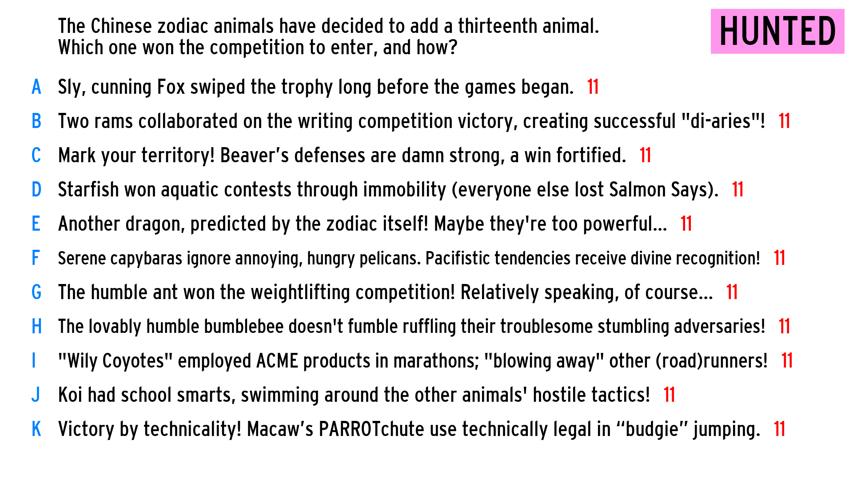 The Chinese zodiac animals have decided to add a thirteenth animal.
Which one won the competition to enter, and how?
HUNTED
A Sly, cunning Fox swiped the trophy long before the games began. 11
B Two rams collaborated on the writing competition victory, creating successful "di-aries"! 11
C Mark your territory! Beaver’s defenses are damn strong, a win fortified. 11
D Starfish won aquatic contests through immobility (everyone else lost Salmon Says). 11
E Another dragon, predicted by the zodiac itself! Maybe they're too powerful... 11
F Serene capybaras ignore annoying, hungry pelicans. Pacifistic tendencies receive divine recognition! 11
G The humble ant won the weightlifting competition! Relatively speaking, of course... 11
H The lovably humble bumblebee doesn't fumble ruffling their troublesome stumbling adversaries! 11
I "Wily Coyotes" employed ACME products in marathons; "blowing away" other (road)runners! 11
J Koi had school smarts, swimming around the other animals' hostile tactics! 11
K Victory by technicality! Macaw’s PARROTchute use technically legal in “budgie” jumping. 11